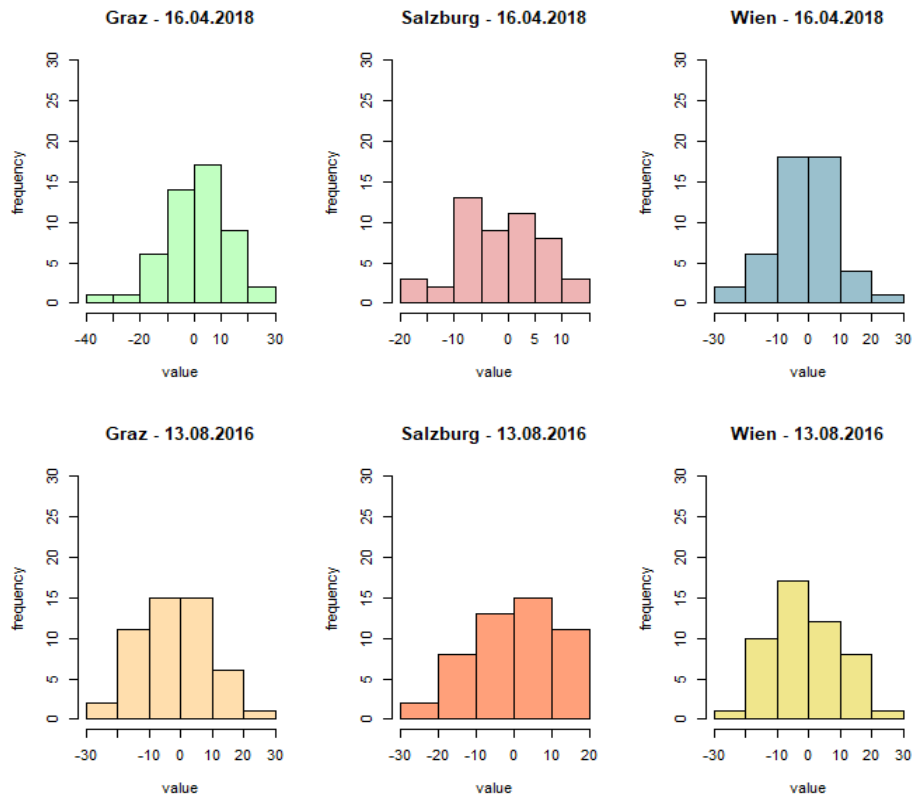 Graz - 16.04.2018
Salzburg - 16.04.2018
Wien - 16.04.2018
frequency
0 5 10 15 20 25 30
-40 -20 0 10 30
value
frequency
0 5 10 15 20 25 30
-20 -10 0 5 10
value
frequency
0 5 10 15 20 25 30
-30 -10 0 10 20 30
value
Graz - 13.08.2016
Salzburg - 13.08.2016
Wien - 13.08.2016
frequency
0 5 10 15 20 25 30
-30 -10 0 10 20 30
value
frequency
0 5 10 15 20 25 30
-30 -10 0 10 20
value
frequency
0 5 10 15 20 25 30
-30 -10 0 10 20 30
value